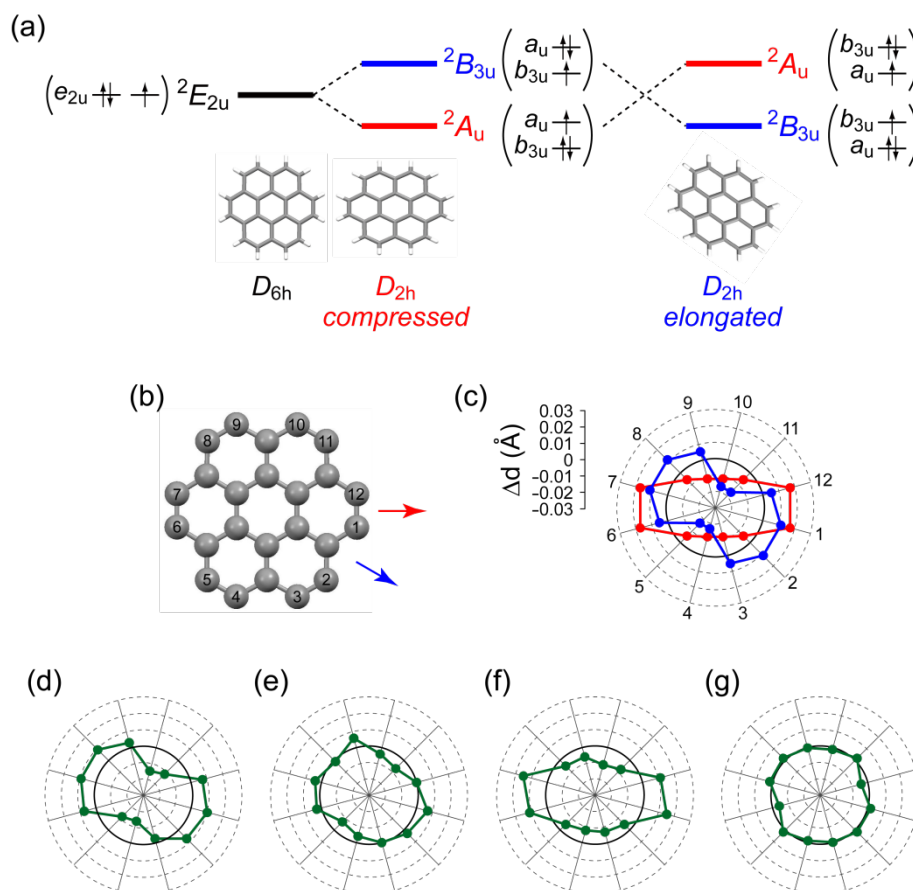 (a)
(e2u ⥮ ↑) ²E2u
²B3u (au ⥮ b3u ↑)
²Au (au ↑ b3u ⥮)
²Au (b3u ⥮ au ↑)
²B3u (b3u ↑ au ⥮)
D6h
D2h
compressed
D2h
elongated
(b)
9 10
8 11
7 12
6 1
5 2
4 3
(c)
Δd (Å)
0.03
0.02
0.01
0
−0.01
−0.02
−0.03
9 10
8 11
7 12
6 1
5 2
4 3
(d) (e) (f) (g)